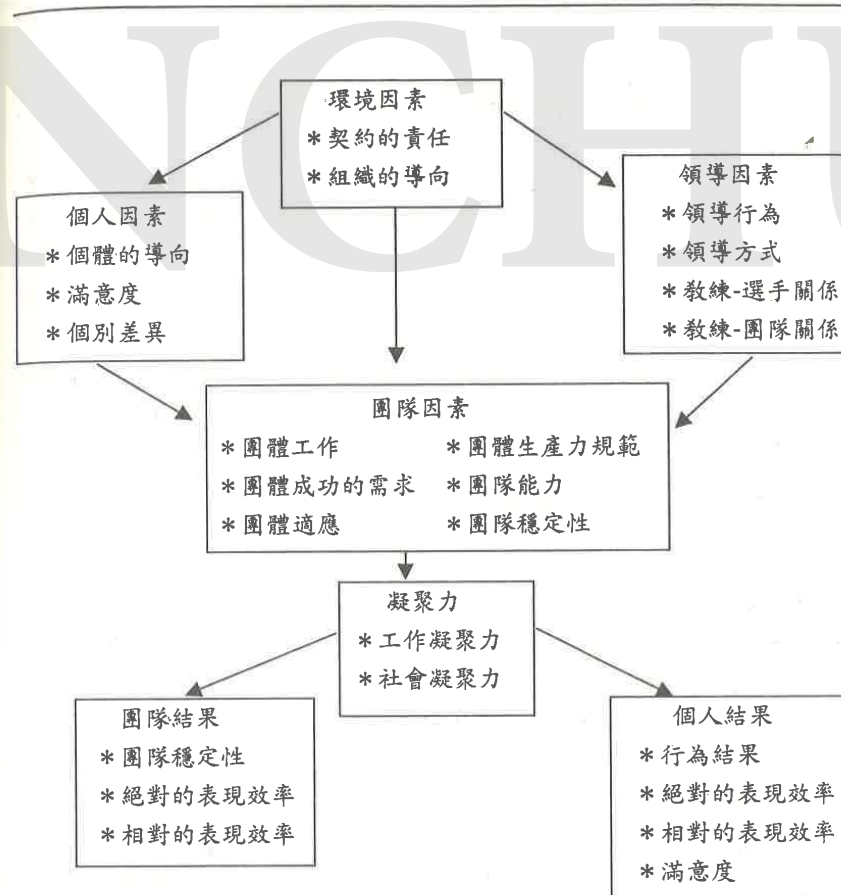 NCHU
環境因素
*契約的責任
*組織的導向
個人因素
*個體的導向
*滿意度
*個別差異
領導因素
*領導行為
*領導方式
*教練-選手關係
*教練-團隊關係
團隊因素
*團體工作 *團體生產力規範
*團體成功的需求 *團隊能力
*團體適應 *團隊穩定性
凝聚力
*工作凝聚力
*社會凝聚力
團隊結果
*團隊穩定性
*絕對的表現效率
*相對的表現效率
個人結果
*行為結果
*絕對的表現效率
*相對的表現效率
*滿意度